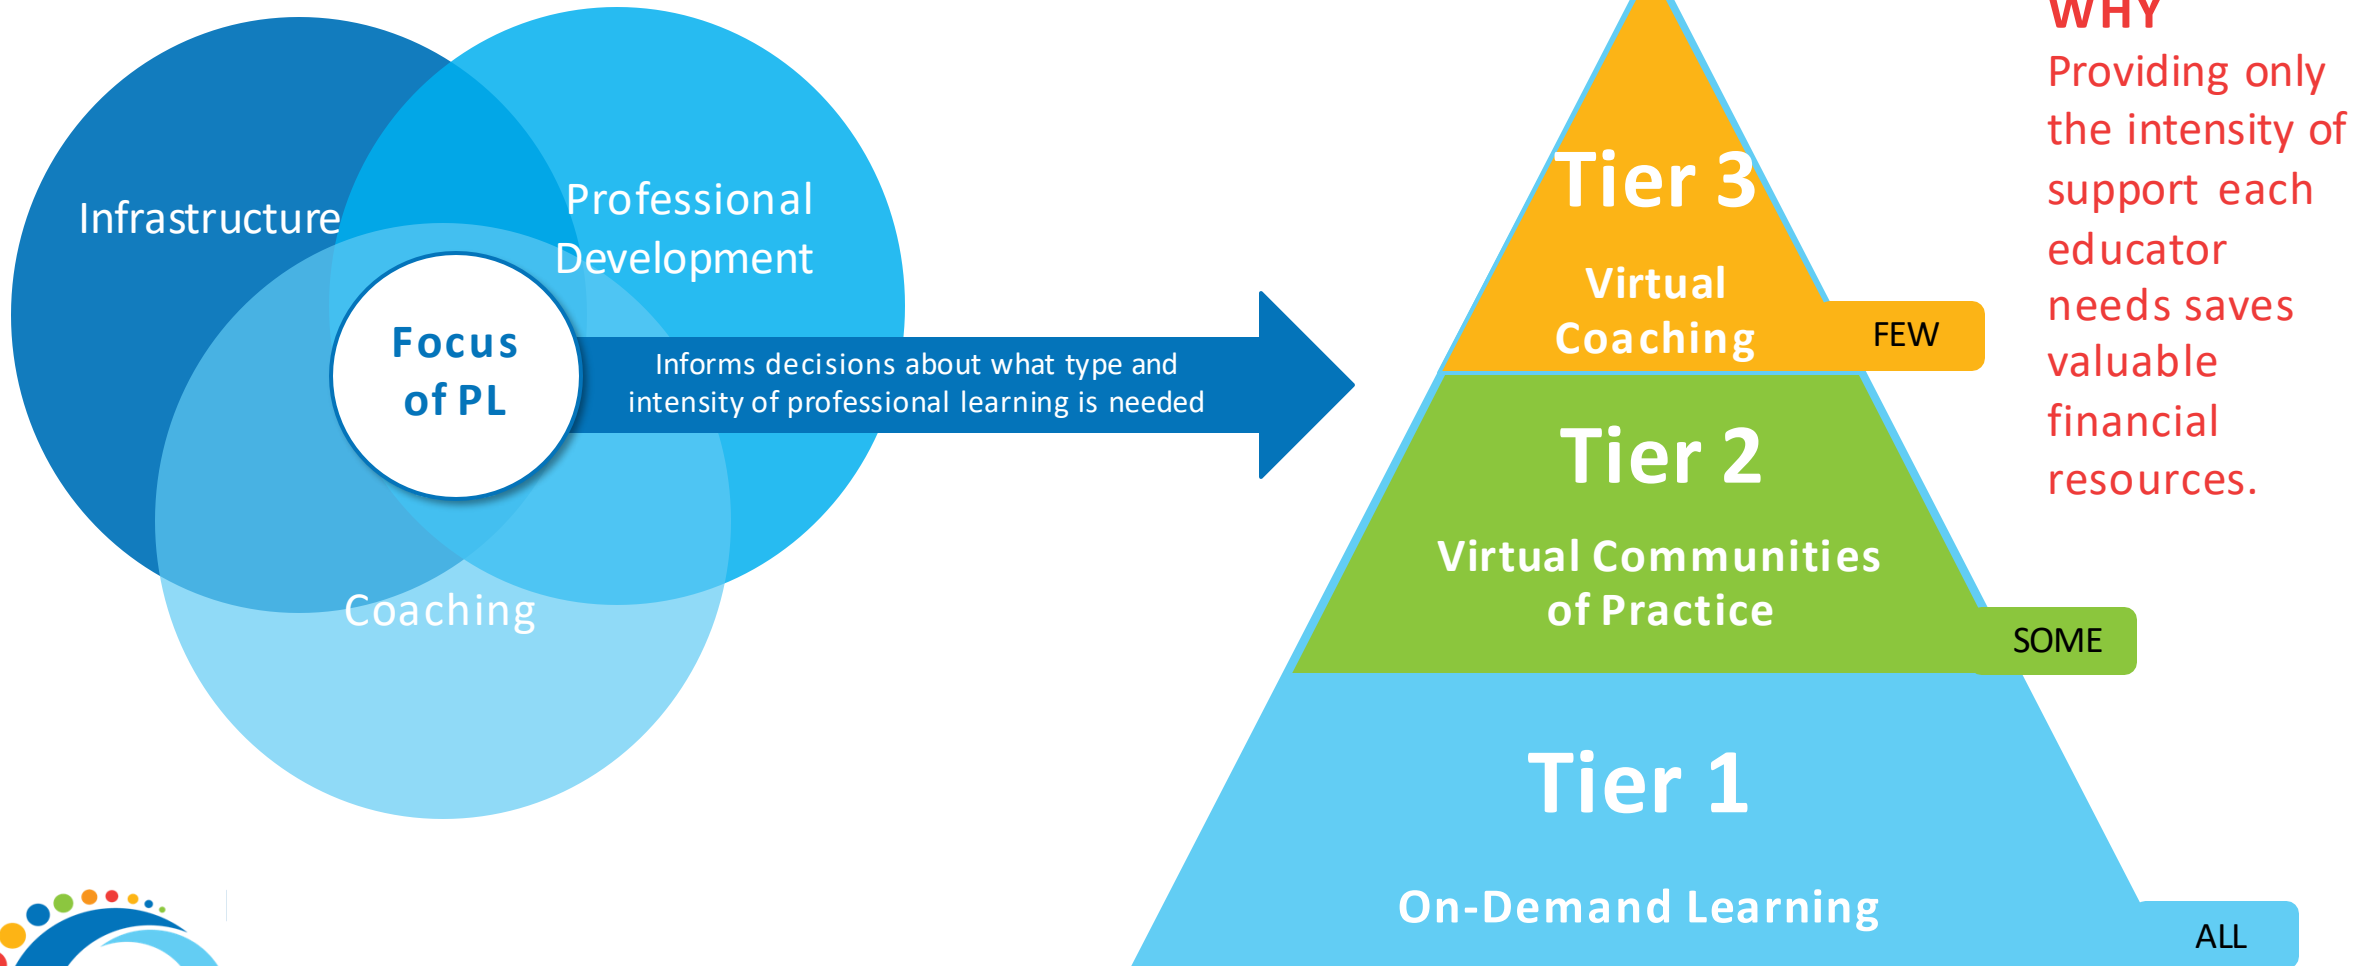 Infrastructure
Professional
Development
Focus
of PL
Coaching
Informs decisions about what type and
intensity of professional learning is needed
Tier 3
Virtual
Coaching
FEW
Tier 2
Virtual Communities
of Practice
SOME
Tier 1
On-Demand Learning
ALL
WHY
Providing only
the intensity of
support each
educator
needs saves
valuable
financial
resources.